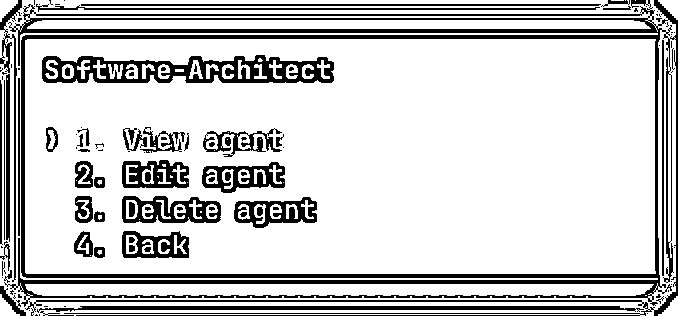 Software-Architect
❯ 1. View agent
2. Edit agent
3. Delete agent
4. Back